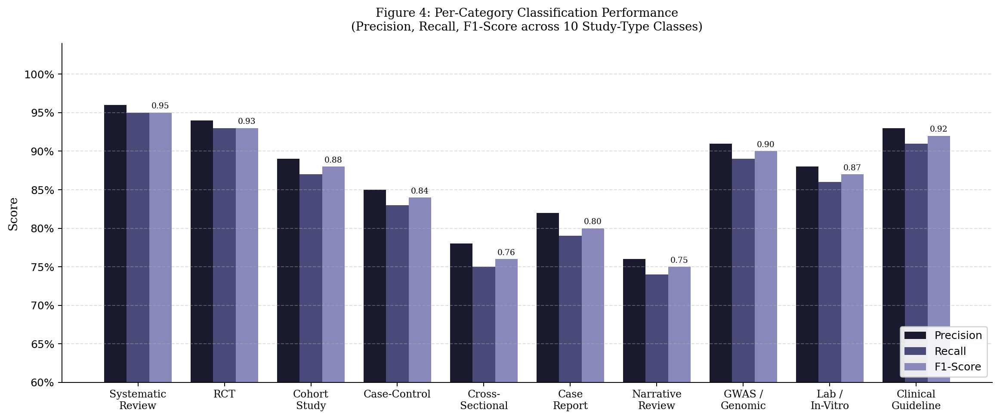 Figure 4: Per-Category Classification Performance
(Precision, Recall, F1-Score across 10 Study-Type Classes)
Score
100%
95%
90%
85%
80%
75%
70%
65%
60%
0.95
0.93
0.88
0.84
0.76
0.80
0.75
0.90
0.87
0.92
Systematic
Review
RCT
Cohort
Study
Case-Control
Cross-
Sectional
Case
Report
Narrative
Review
GWAS /
Genomic
Lab /
In-Vitro
Clinical
Guideline
Precision
Recall
F1-Score